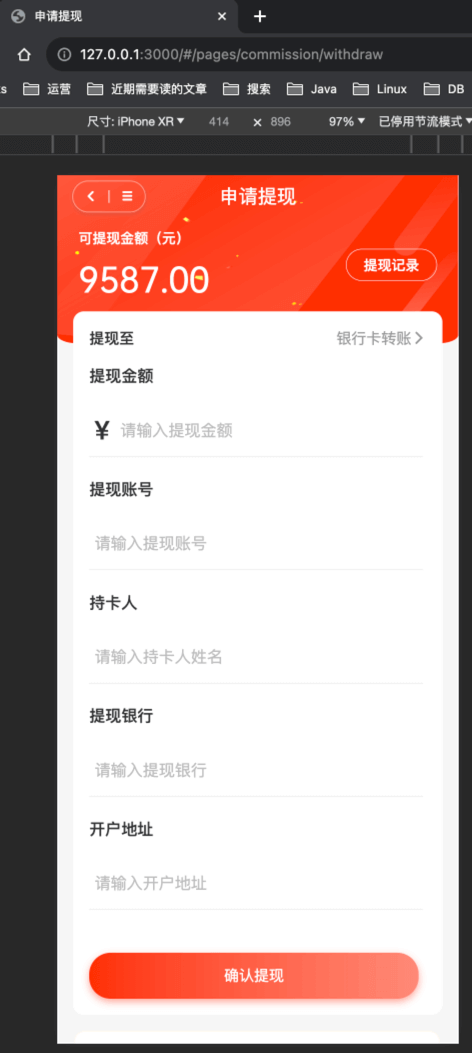 申请提现
127.0.0.1:3000/#/pages/commission/withdraw
s 运营 近期需要读的文章 搜索 Java Linux DB
尺寸: iPhone XR 414 × 896 97% 已停用节流模式
申请提现
可提现金额（元）
9587.00
提现记录
提现至 银行卡转账
提现金额
¥ 请输入提现金额
提现账号
请输入提现账号
持卡人
请输入持卡人姓名
提现银行
请输入提现银行
开户地址
请输入开户地址
确认提现